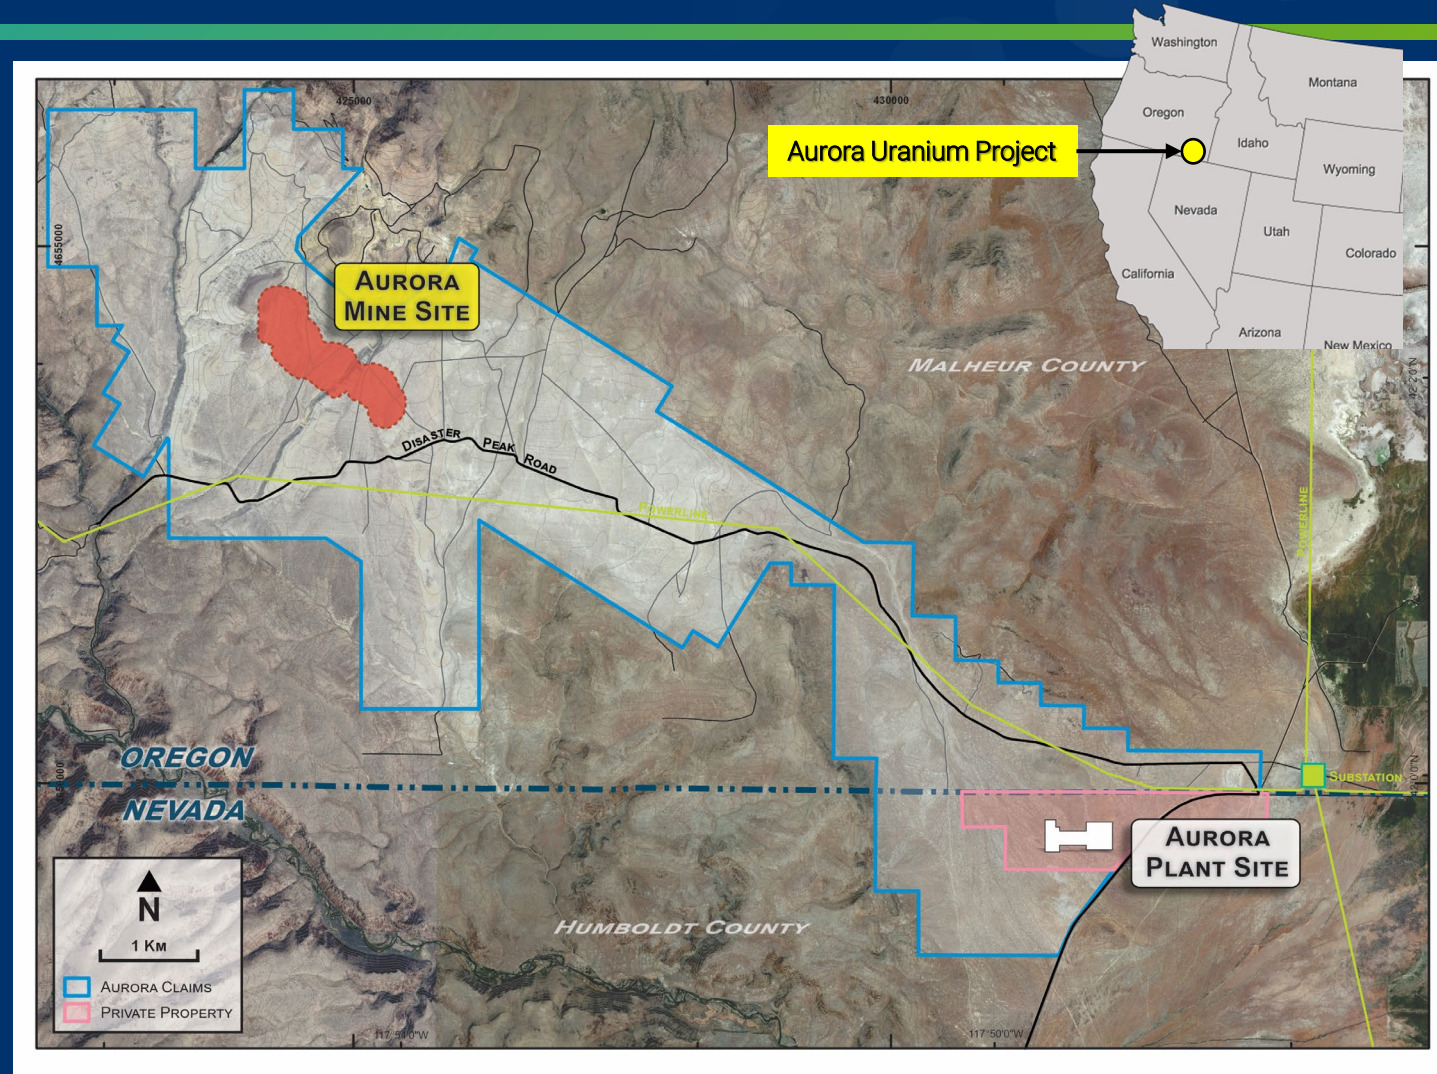 Washington
Montana
Oregon
Idaho
Wyoming
Nevada
Utah
Colorado
California
Arizona
New Mexico
Aurora Uranium Project
425000
430000
4655000
AURORA
MINE SITE
MALHEUR COUNTY
DISASTER PEAK ROAD
POWERLINE
POWERLINE
OREGON
NEVADA
SUBSTATION
AURORA
PLANT SITE
HUMBOLDT COUNTY
N
1 KM
AURORA CLAIMS
PRIVATE PROPERTY
117°50'0"W